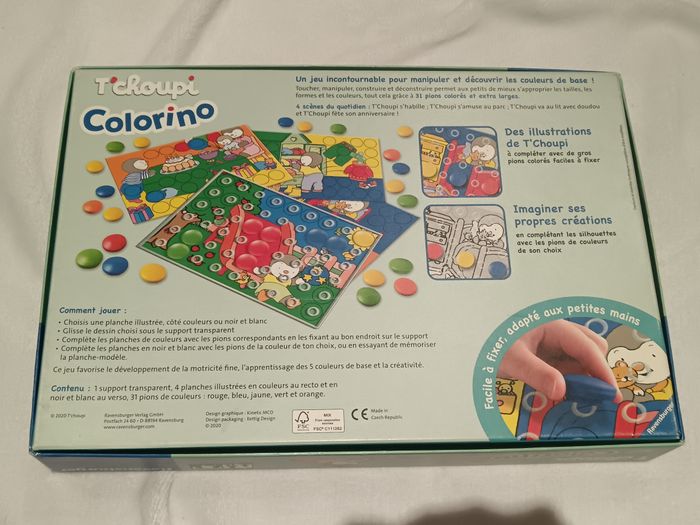 T'choupi
Colorino
Un jeu incontournable pour manipuler et découvrir les couleurs de base !
Toucher, manipuler, construire et déconstruire permet aux petits de mieux s'approprier les tailles, les
formes et les couleurs, tout cela grâce à 31 pions colorés et extra larges.
4 scènes du quotidien : T'Choupi s'habille ; T'Choupi s'amuse au parc ; T'Choupi va au lit avec doudou
et T'Choupi fête son anniversaire !
Des illustrations
de T'Choupi
à compléter avec de gros
pions colorés faciles à fixer
Imaginer ses
propres créations
en complétant les silhouettes
avec les pions de couleurs
de son choix
Facile à fixer, adapté aux petites mains
Comment jouer :
• Choisis une planche illustrée, côté couleurs ou noir et blanc
• Glisse le dessin choisi sous le support transparent
• Complète les planches de couleurs avec les pions correspondants en les fixant au bon endroit sur le support
• Complète les planches en noir et blanc avec les pions de la couleur de ton choix, ou en essayant de mémoriser
la planche-modèle.
Ce jeu favorise le développement de la motricité fine, l'apprentissage des 5 couleurs de base et la créativité.
Contenu : 1 support transparent, 4 planches illustrées en couleurs au recto et en
noir et blanc au verso, 31 pions de couleurs : rouge, bleu, jaune, vert et orange.
© 2020 T'choupi
Ravensburger Verlag GmbH
Postfach 24 60 • D-88194 Ravensburg
www.ravensburger.com
Design graphique : Kinetix MCO
Design packaging : Rettig Design
© 2020
FSC
MIX
FSC® C111262
CE Made in
Czech Republic
Ravensburger